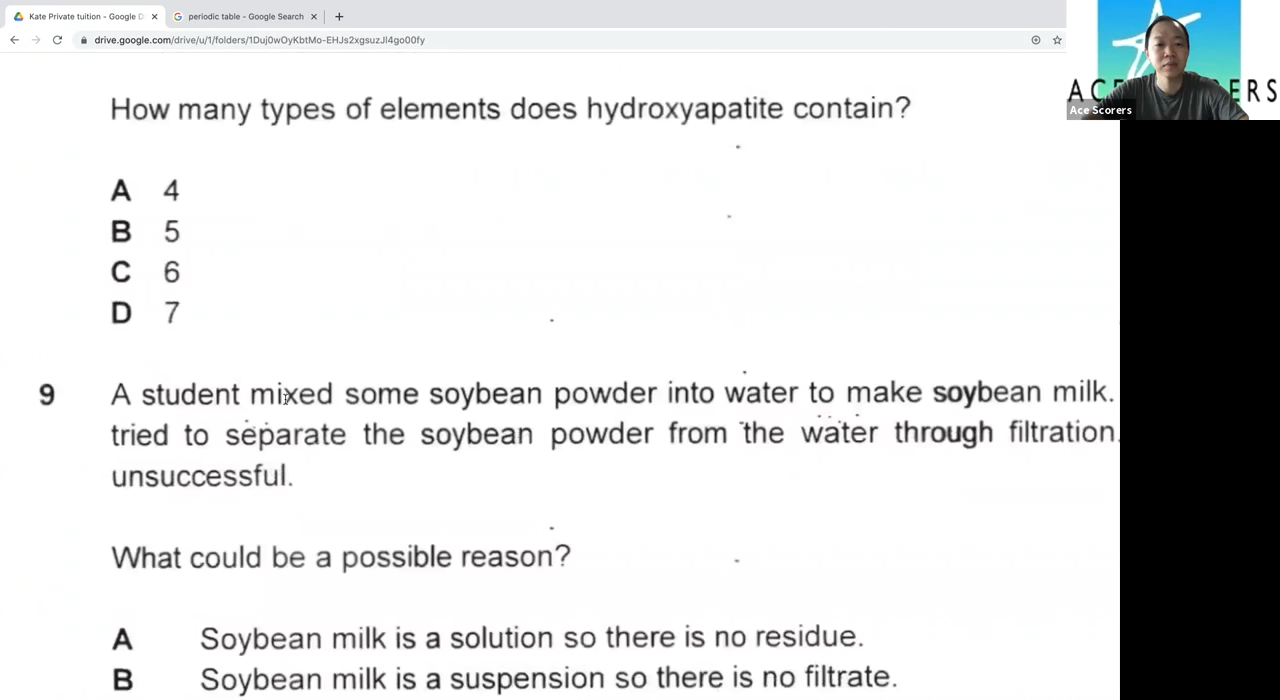 Kate Private tuition - Google D
periodic table - Google Search
drive.google.com/drive/u/1/folders/1Duj0wOyKbtMo-EHJs2xgsuzJl4go00fy
AC ERS
Ace Scorers
How many types of elements does hydroxyapatite contain?
A 4
B 5
C 6
D 7
9 A student mixed some soybean powder into water to make soybean milk.
tried to separate the soybean powder from the water through filtration.
unsuccessful.
What could be a possible reason?
A Soybean milk is a solution so there is no residue.
B Soybean milk is a suspension so there is no filtrate.